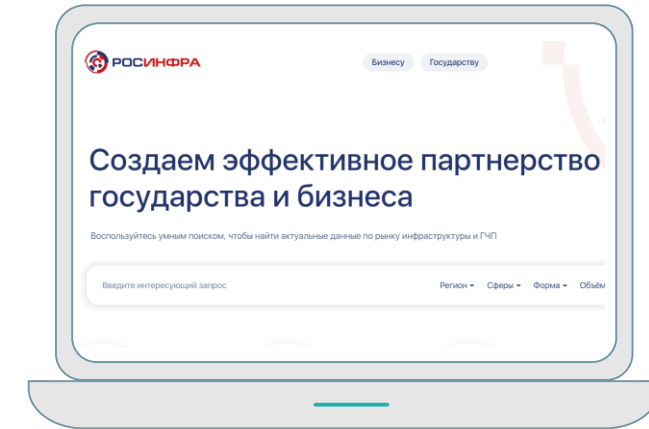 РОСИНФРА
Бизнесу Государству
Создаем эффективное партнерство
государства и бизнеса
Воспользуйтесь умным поиском, чтобы найти актуальные данные по рынку инфраструктуры и ГЧП
Введите интересующий запрос Регион Сферы Форма Объём